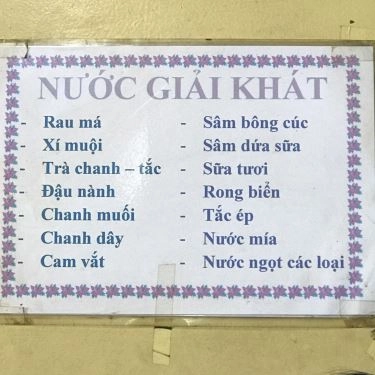 NƯỚC GIẢI KHÁT
- Rau má
- Xí muội
- Trà chanh – tắc
- Đậu nành
- Chanh muối
- Chanh dây
- Cam vắt
- Sâm bông cúc
- Sâm dứa sữa
- Sữa tươi
- Rong biển
- Tắc ép
- Nước mía
- Nước ngọt các loại